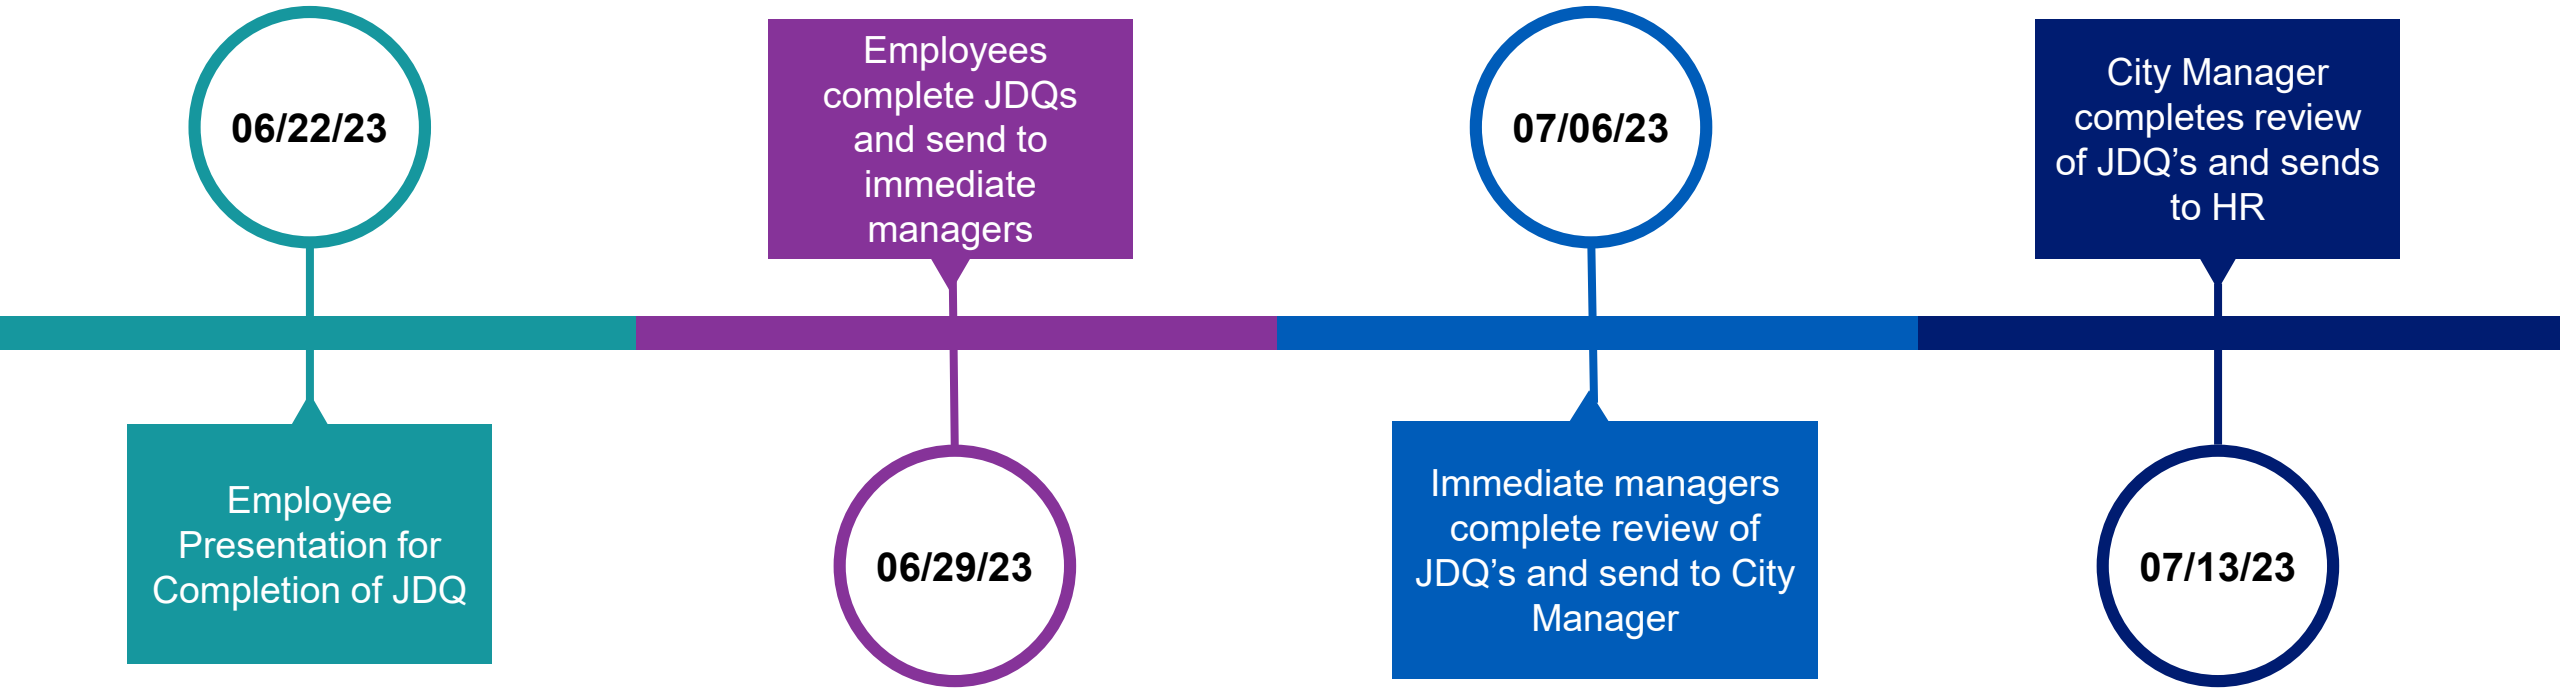 06/22/23
Employee
Presentation for
Completion of JDQ
Employees
complete JDQs
and send to
immediate
managers
06/29/23
07/06/23
Immediate managers
complete review of
JDQ’s and send to City
Manager
City Manager
completes review
of JDQ’s and sends
to HR
07/13/23